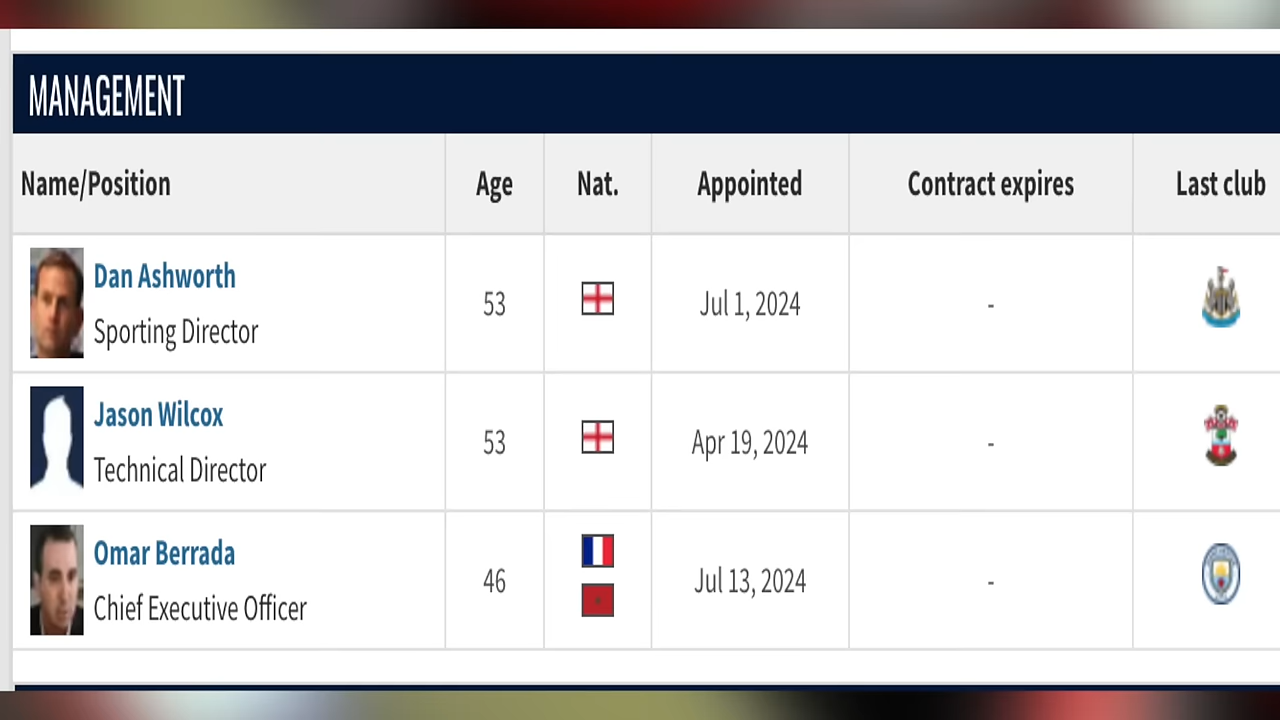 MANAGEMENT
Name/Position Age Nat. Appointed Contract expires Last club
Dan Ashworth
Sporting Director
53 Jul 1, 2024 -
Jason Wilcox
Technical Director
53 Apr 19, 2024 -
Omar Berrada
Chief Executive Officer
46 Jul 13, 2024 -